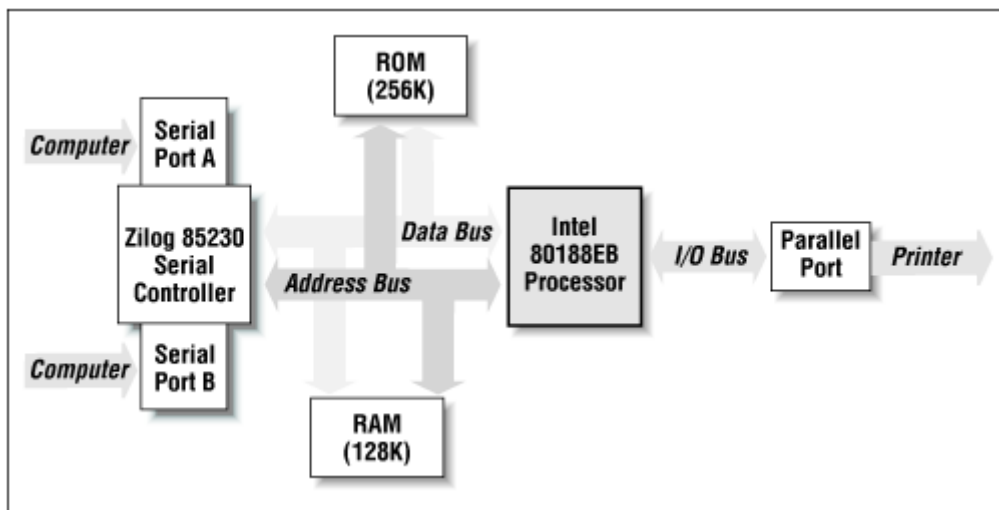 ROM
(256K)
Computer
Serial
Port A
Zilog 85230
Serial
Controller
Data Bus
Address Bus
Intel
80188EB
Processor
I/O Bus
Parallel
Port
Printer
Computer
Serial
Port B
RAM
(128K)